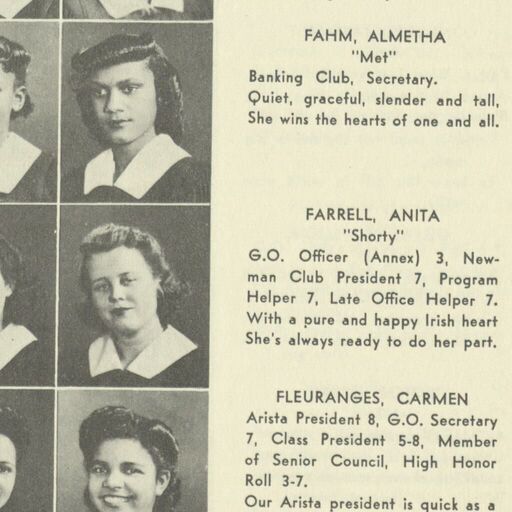 FAHM, ALMETHA
"Met"
Banking Club, Secretary.
Quiet, graceful, slender and tall,
She wins the hearts of one and all.
FARRELL, ANITA
"Shorty"
G.O. Officer (Annex) 3, New-
man Club President 7, Program
Helper 7, Late Office Helper 7.
With a pure and happy Irish heart
She's always ready to do her part.
FLEURANGES, CARMEN
Arista President 8, G.O. Secretary
7, Class President 5-8, Member
of Senior Council, High Honor
Roll 3-7.
Our Arista president is quick as a